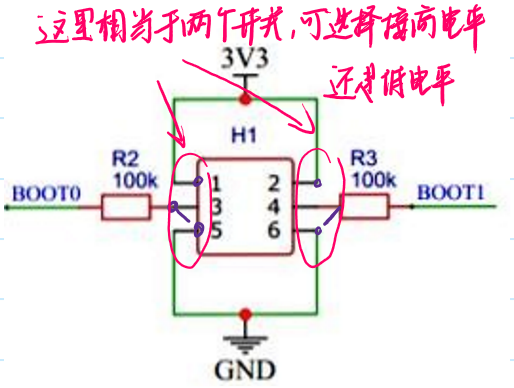 这里相当于两个开关,可选择接高电平
还是低电平
3V3
H1
R2
100k
R3
100k
BOOT0
BOOT1
1 2
3 4
5 6
GND